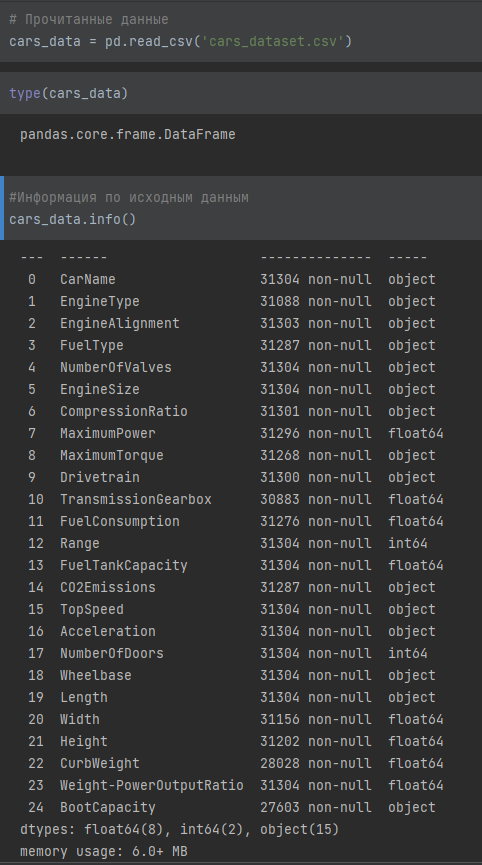 # Прочитанные данные
cars_data = pd.read_csv('cars_dataset.csv')
type(cars_data)
pandas.core.frame.DataFrame
#Информация по исходным данным
cars_data.info()
---  ------                   --------------  -----
0   CarName                  31304 non-null  object
1   EngineType               31088 non-null  object
2   EngineAlignment          31303 non-null  object
3   FuelType                 31287 non-null  object
4   NumberOfValves           31304 non-null  object
5   EngineSize               31304 non-null  object
6   CompressionRatio         31301 non-null  object
7   MaximumPower             31296 non-null  float64
8   MaximumTorque            31268 non-null  object
9   Drivetrain               31300 non-null  object
10  TransmissionGearbox      30883 non-null  float64
11  FuelConsumption          31276 non-null  float64
12  Range                    31304 non-null  int64
13  FuelTankCapacity         31304 non-null  float64
14  CO2Emissions             31287 non-null  object
15  TopSpeed                 31304 non-null  object
16  Acceleration             31304 non-null  object
17  NumberOfDoors            31304 non-null  int64
18  Wheelbase                31304 non-null  object
19  Length                   31304 non-null  object
20  Width                    31156 non-null  float64
21  Height                   31202 non-null  float64
22  CurbWeight               28028 non-null  float64
23  Weight-PowerOutputRatio  31304 non-null  float64
24  BootCapacity             27603 non-null  object
dtypes: float64(8), int64(2), object(15)
memory usage: 6.0+ MB